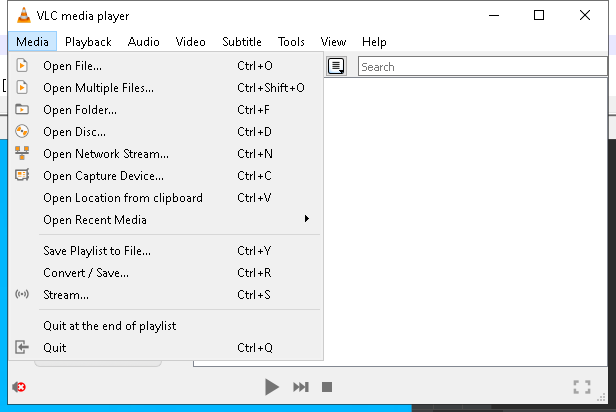 VLC media player
Media Playback Audio Video Subtitle Tools View Help
Open File... Ctrl+O
Search
Open Multiple Files... Ctrl+Shift+O
Open Folder... Ctrl+F
Open Disc... Ctrl+D
Open Network Stream... Ctrl+N
Open Capture Device... Ctrl+C
Open Location from clipboard Ctrl+V
Open Recent Media
Save Playlist to File... Ctrl+Y
Convert / Save... Ctrl+R
Stream... Ctrl+S
Quit at the end of playlist
Quit Ctrl+Q